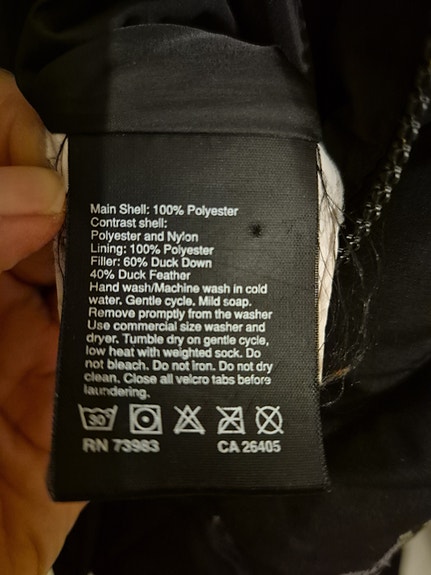 Main Shell: 100% Polyester
Contrast shell:
Polyester and Nylon
Lining: 100% Polyester
Filler: 60% Duck Down
40% Duck Feather
Hand wash/Machine wash in cold
water. Gentle cycle. Mild soap.
Remove promptly from the washer
Use commercial size washer and
dryer. Tumble dry on gentle cycle,
low heat with weighted sock. Do
not bleach. Do not iron. Do not dry
clean. Close all velcro tabs before
laundering.
30°
RN 73983 CA 26405